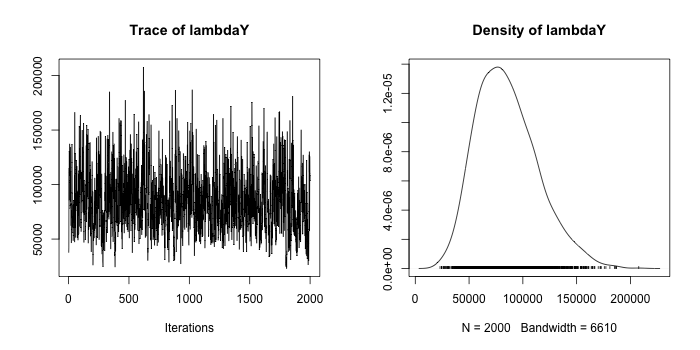 Trace of lambdaY
200000
150000
100000
50000
0 500 1000 1500 2000
Iterations
Density of lambdaY
1.2e-05
8.0e-06
4.0e-06
0.0e+00
0 50000 100000 150000 200000
N = 2000 Bandwidth = 6610